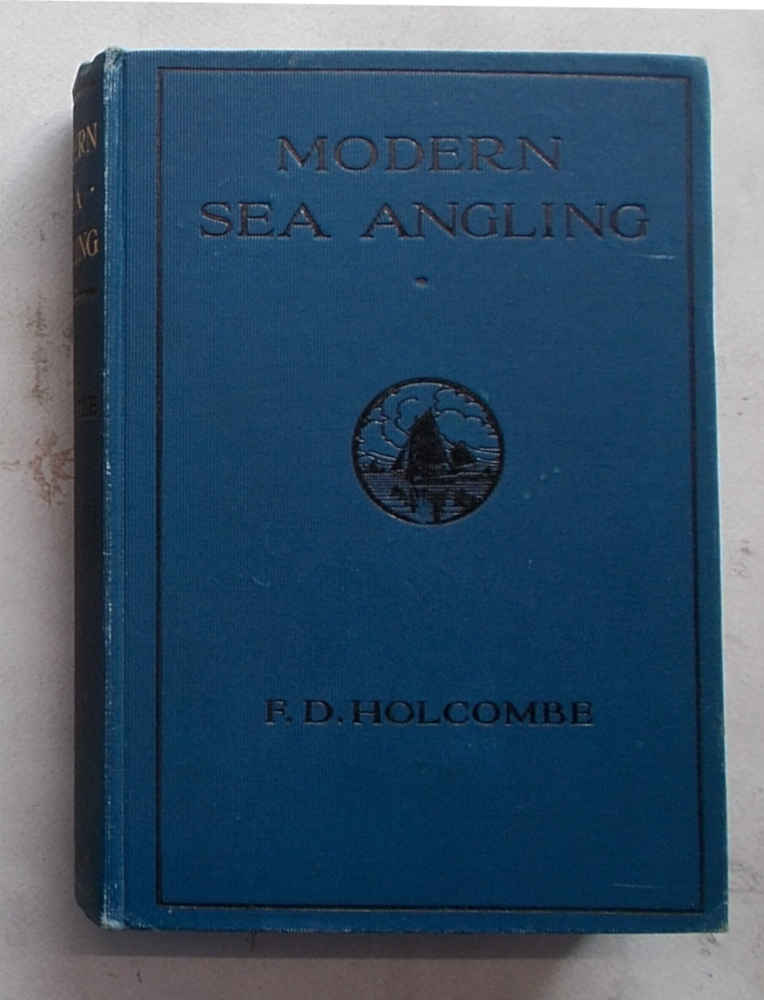 MODERN
SEA ANGLING
F. D. HOLCOMBE